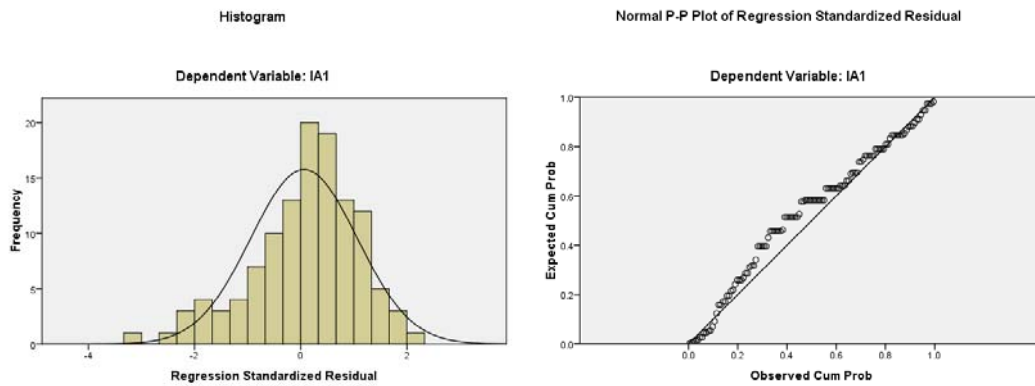 Histogram
Dependent Variable: IA1
Frequency
20
15
10
5
0
-4
-2
0
2
Regression Standardized Residual
Normal P-P Plot of Regression Standardized Residual
Dependent Variable: IA1
Expected Cum Prob
1.0
0.8
0.6
0.4
0.2
0.0
0.0
0.2
0.4
0.6
0.8
1.0
Observed Cum Prob